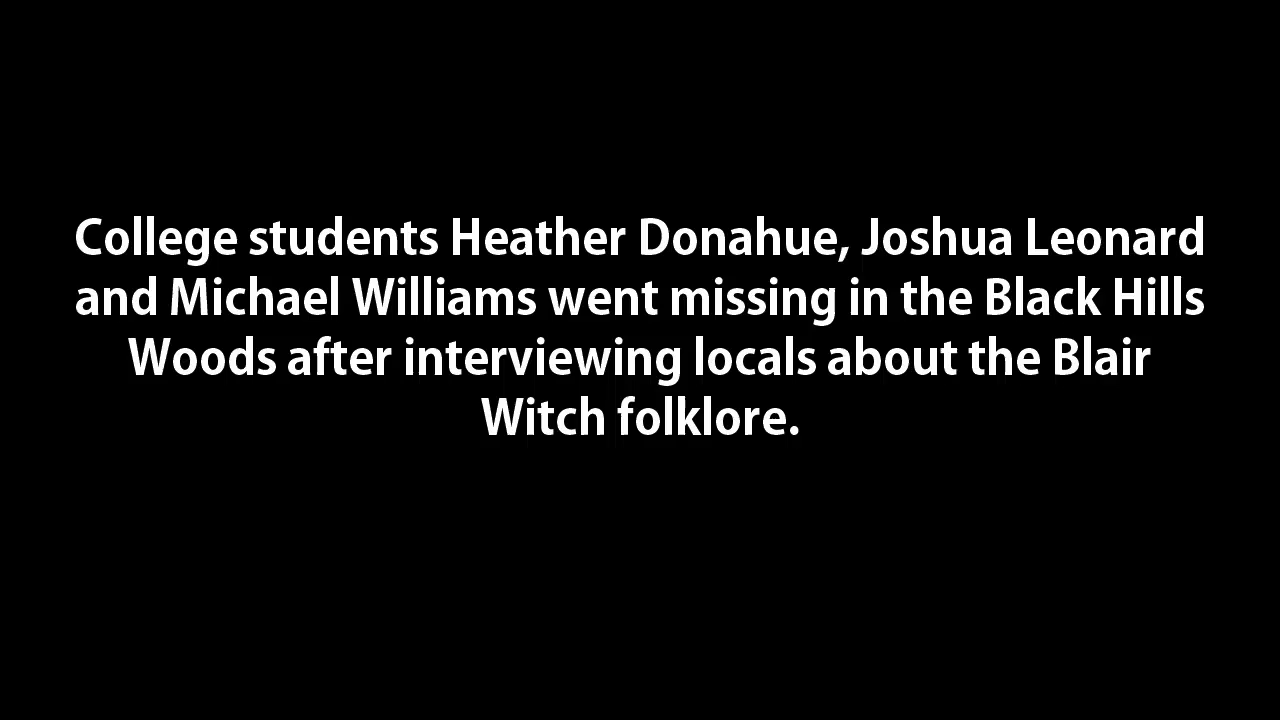 College students Heather Donahue, Joshua Leonard
and Michael Williams went missing in the Black Hills
Woods after interviewing locals about the Blair
Witch folklore.